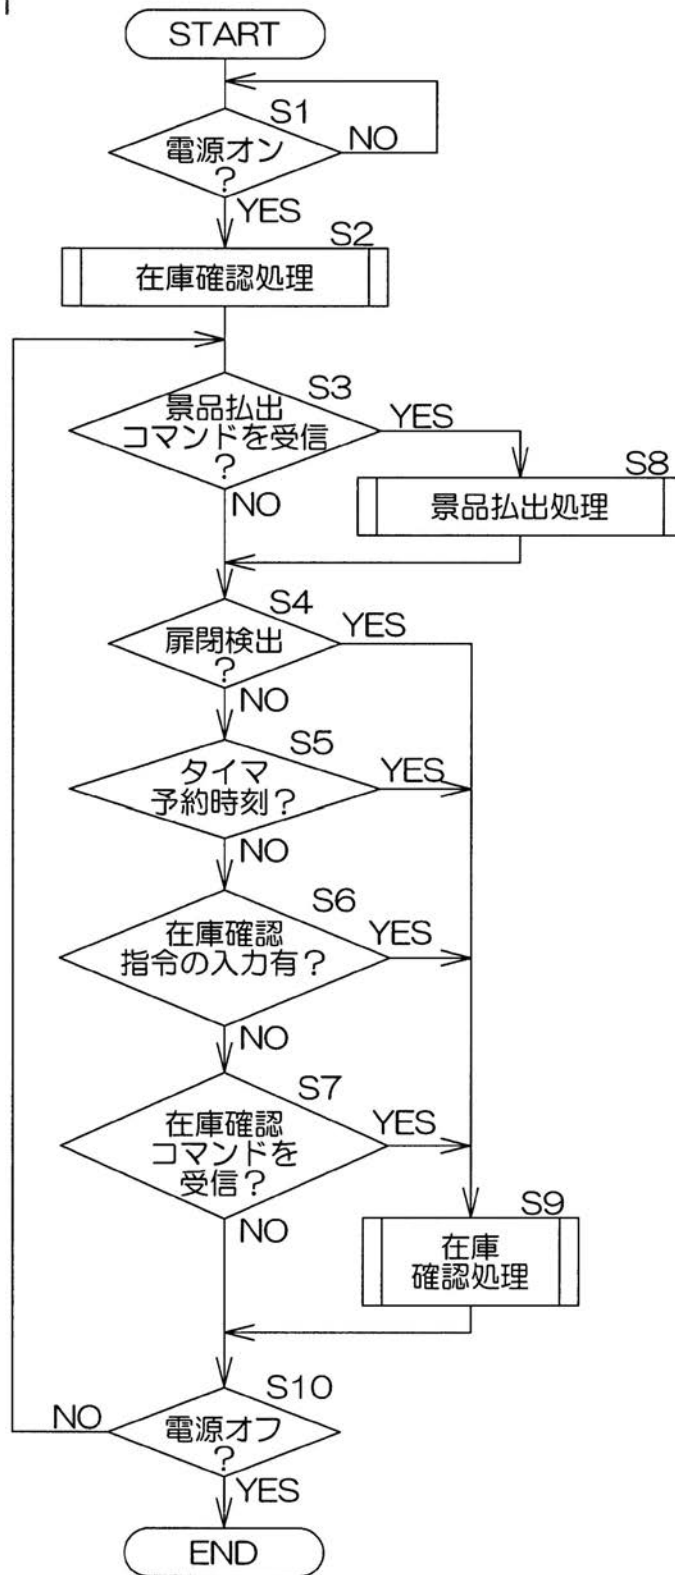 START
S1
電源オン
?
NO
YES
S2
在庫確認処理
S3
景品払出
コマンドを受信
?
YES
NO
S8
景品払出処理
S4
扉閉検出
?
YES
NO
S5
タイマ
予約時刻?
YES
NO
S6
在庫確認
指令の入力有?
YES
NO
S7
在庫確認
コマンドを
受信?
YES
NO
S9
在庫
確認処理
S10
電源オフ
?
NO
YES
END